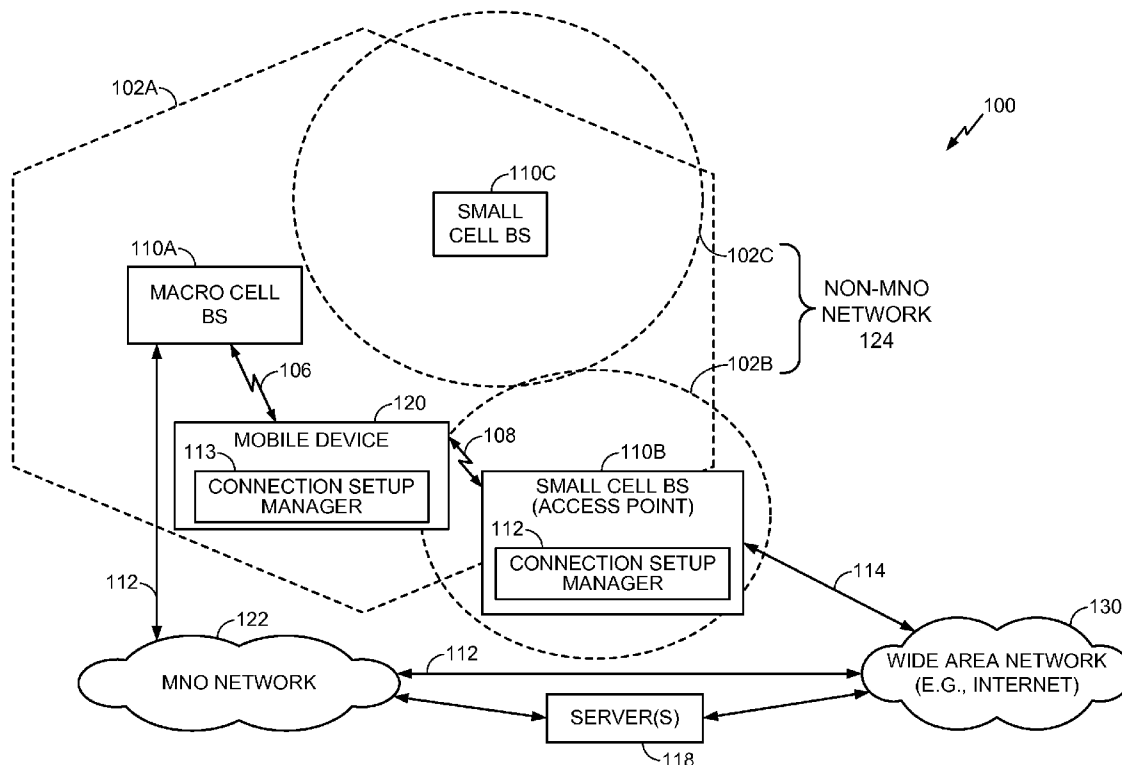 102A
100
110C
SMALL
CELL BS
110A
MACRO CELL
BS
102C
NON-MNO
NETWORK
124
102B
106
120
MOBILE DEVICE
113
CONNECTION SETUP
MANAGER
108
110B
SMALL CELL BS
(ACCESS POINT)
112
CONNECTION SETUP
MANAGER
112
114
122
MNO NETWORK
112
130
WIDE AREA NETWORK
(E.G., INTERNET)
SERVER(S)
118